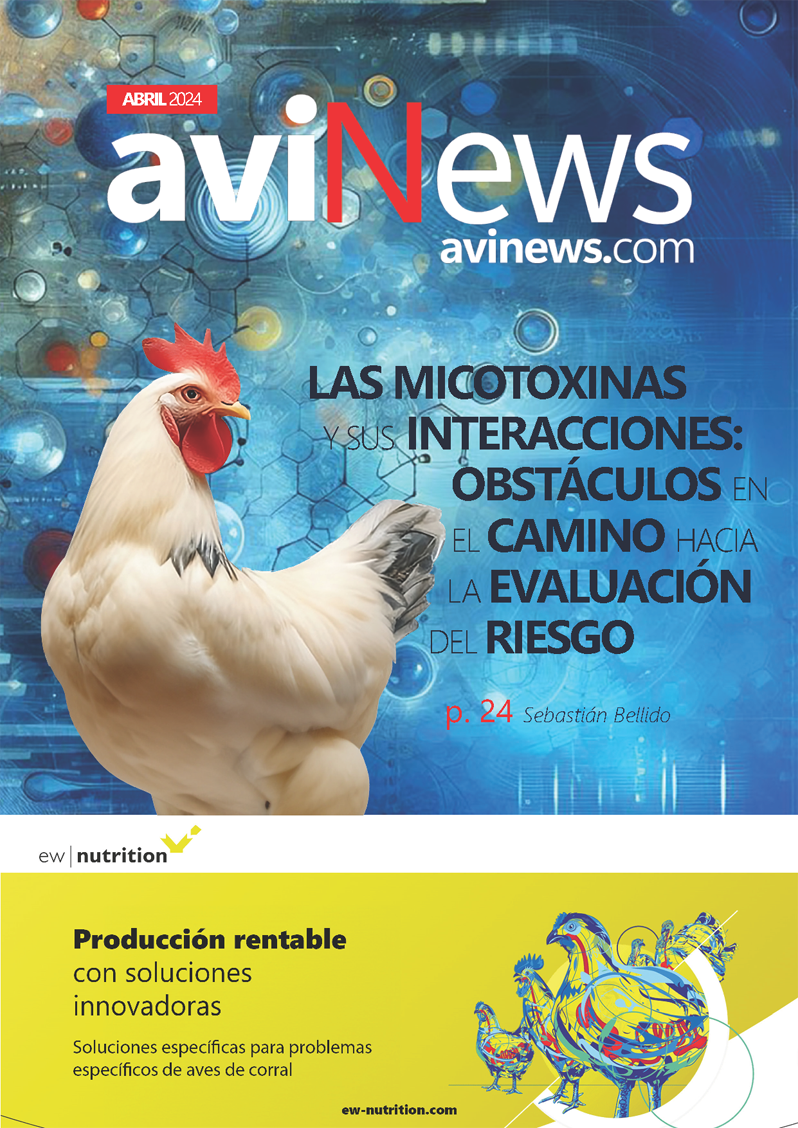 ABRIL 2024
aviNews
avinews.com
LAS MICOTOXINAS
Y SUS INTERACCIONES:
OBSTÁCULOS EN
EL CAMINO HACIA
LA EVALUACIÓN
DEL RIESGO
p. 24 Sebastián Bellido
ew|nutrition
Producción rentable
con soluciones
innovadoras
Soluciones específicas para problemas
específicos de aves de corral
ew-nutrition.com